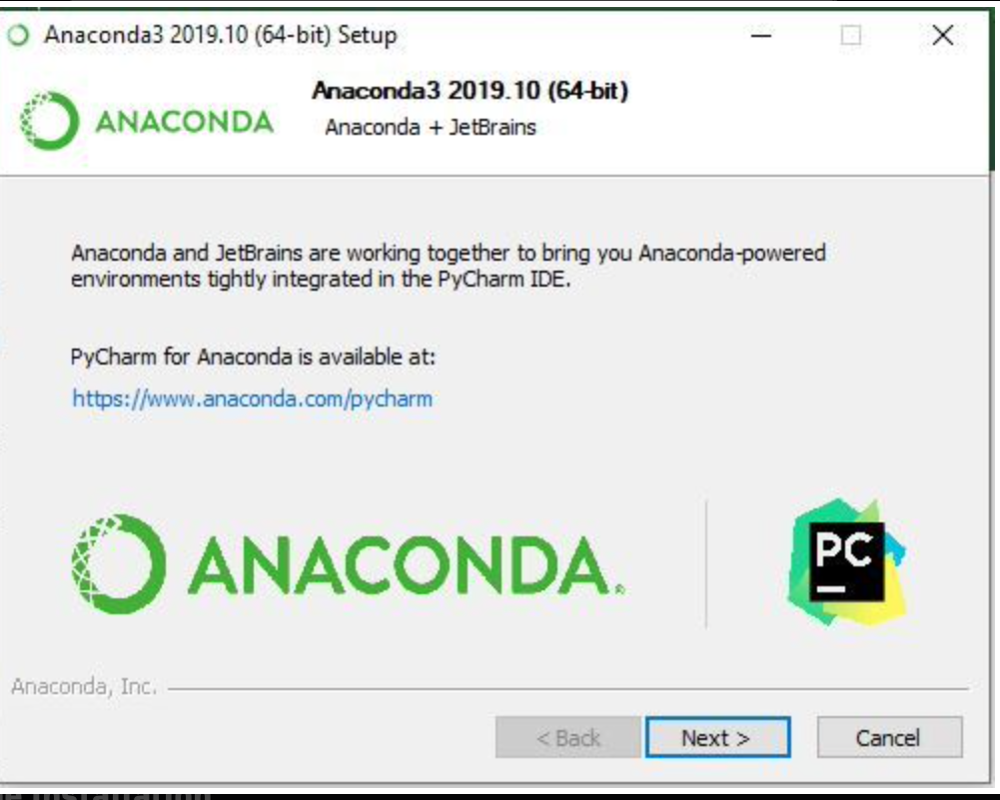 Anaconda3 2019.10 (64-bit) Setup
ANACONDA
Anaconda3 2019.10 (64-bit)
Anaconda + JetBrains
Anaconda and JetBrains are working together to bring you Anaconda-powered
environments tightly integrated in the PyCharm IDE.
PyCharm for Anaconda is available at:
https://www.anaconda.com/pycharm
ANACONDA.
PC
Anaconda, Inc.
< Back
Next >
Cancel